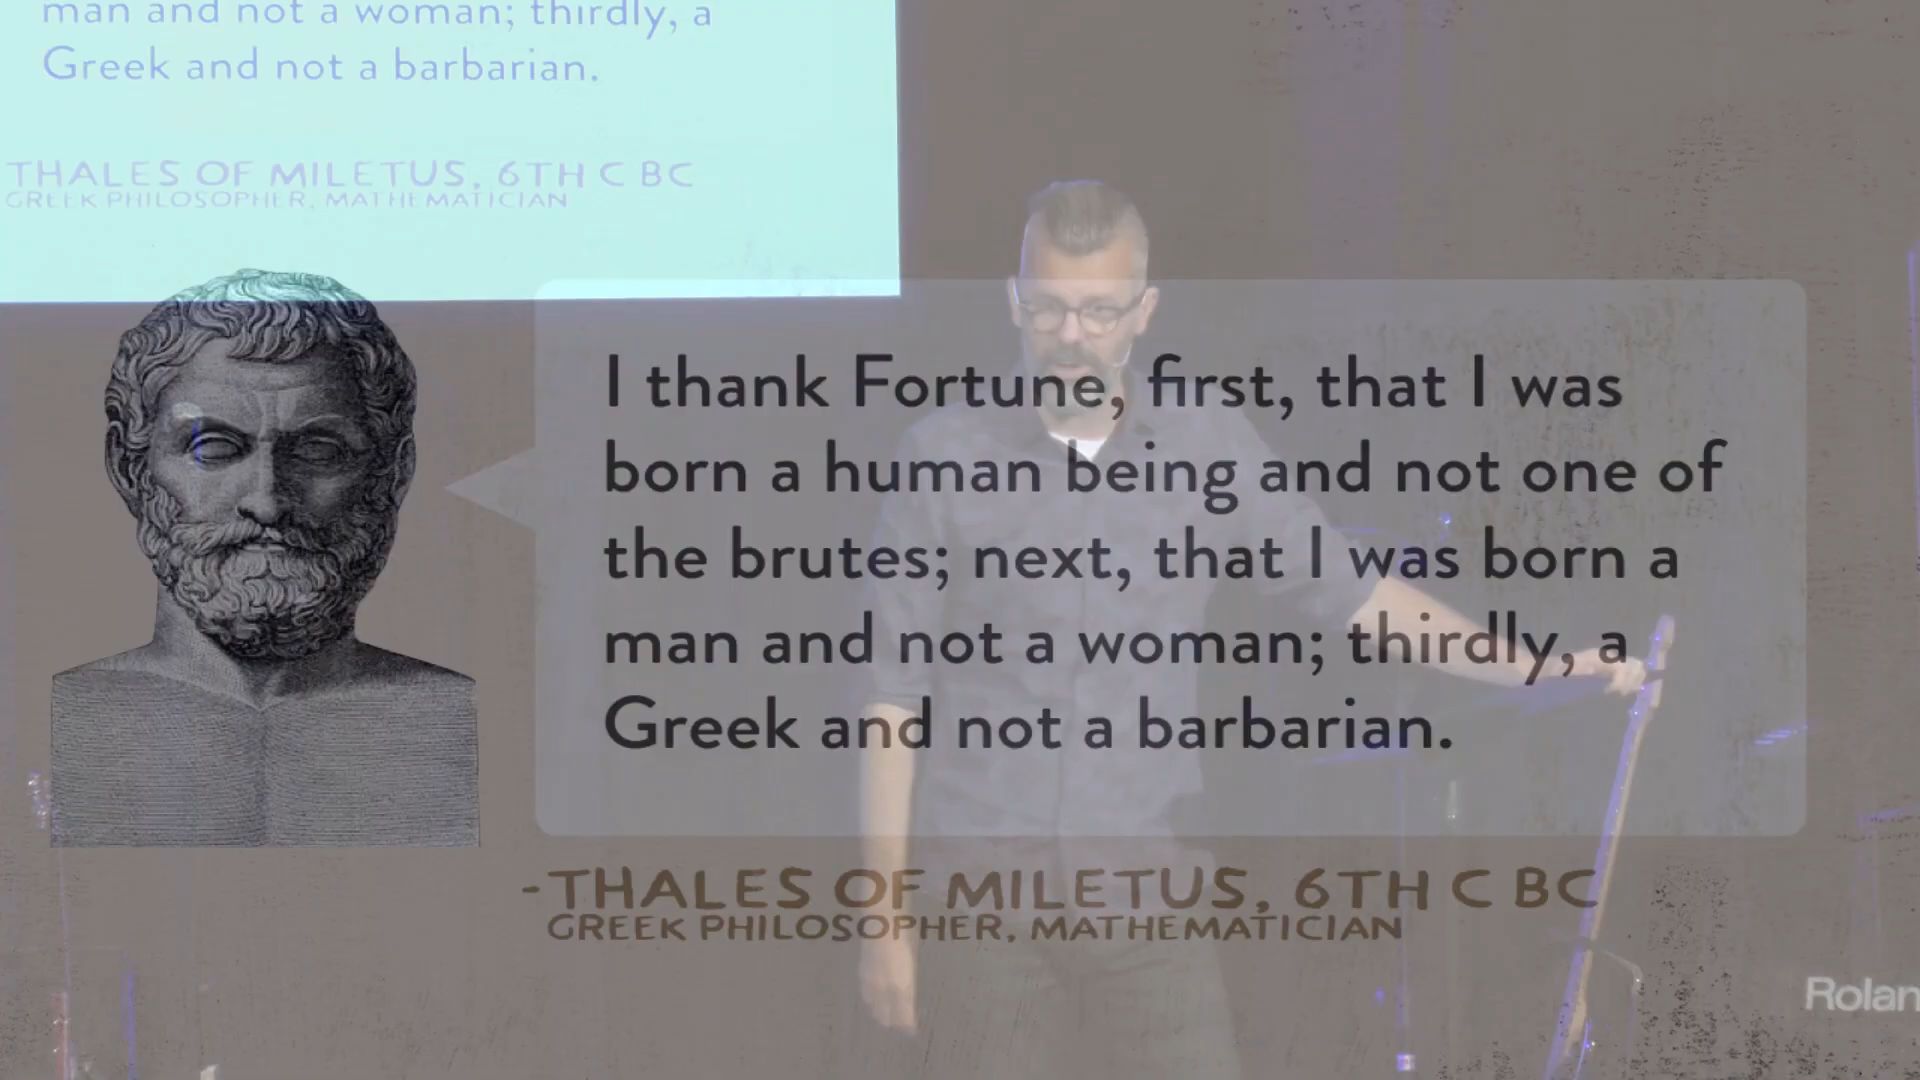 man and not a woman; thirdly, a
Greek and not a barbarian.
THALES OF MILETUS, 6TH C BC
GREEK PHILOSOPHER, MATHEMATICIAN
I thank Fortune, first, that I was
born a human being and not one of
the brutes; next, that I was born a
man and not a woman; thirdly, a
Greek and not a barbarian.
-THALES OF MILETUS, 6TH C BC
GREEK PHILOSOPHER, MATHEMATICIAN
Rolan